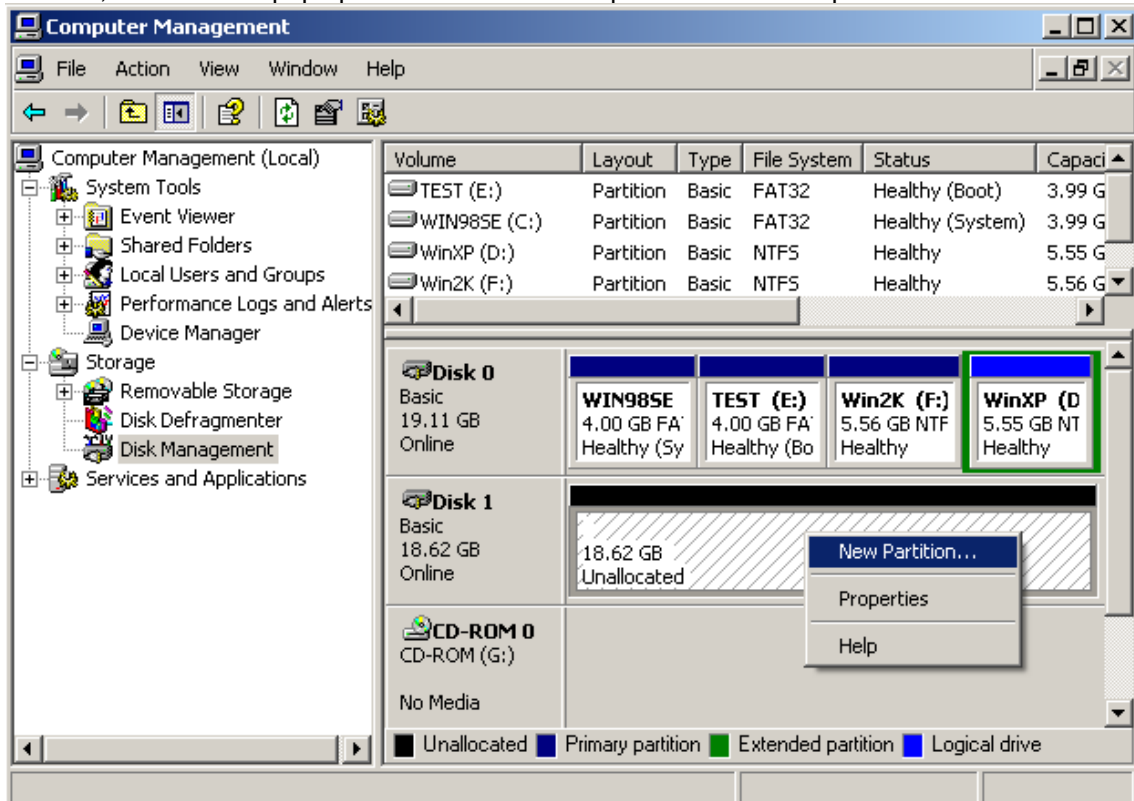 Computer Management
File Action View Window Help
Computer Management (Local)
System Tools
Event Viewer
Shared Folders
Local Users and Groups
Performance Logs and Alerts
Device Manager
Storage
Removable Storage
Disk Defragmenter
Disk Management
Services and Applications
Volume Layout Type File System Status Capaci
TEST (E:) Partition Basic FAT32 Healthy (Boot) 3.99 G
WIN98SE (C:) Partition Basic FAT32 Healthy (System) 3.99 G
WinXP (D:) Partition Basic NTFS Healthy 5.55 G
Win2K (F:) Partition Basic NTFS Healthy 5.56 G
Disk 0
Basic
19.11 GB
Online
WIN98SE
4.00 GB FA
Healthy (Sy
TEST (E:)
4.00 GB FA
Healthy (Bo
Win2K (F:)
5.56 GB NTF
Healthy
WinXP (D
5.55 GB NT
Healthy
Disk 1
Basic
18.62 GB
Online
18.62 GB
Unallocated
New Partition...
Properties
Help
CD-ROM 0
CD-ROM (G:)
No Media
Unallocated Primary partition Extended partition Logical drive